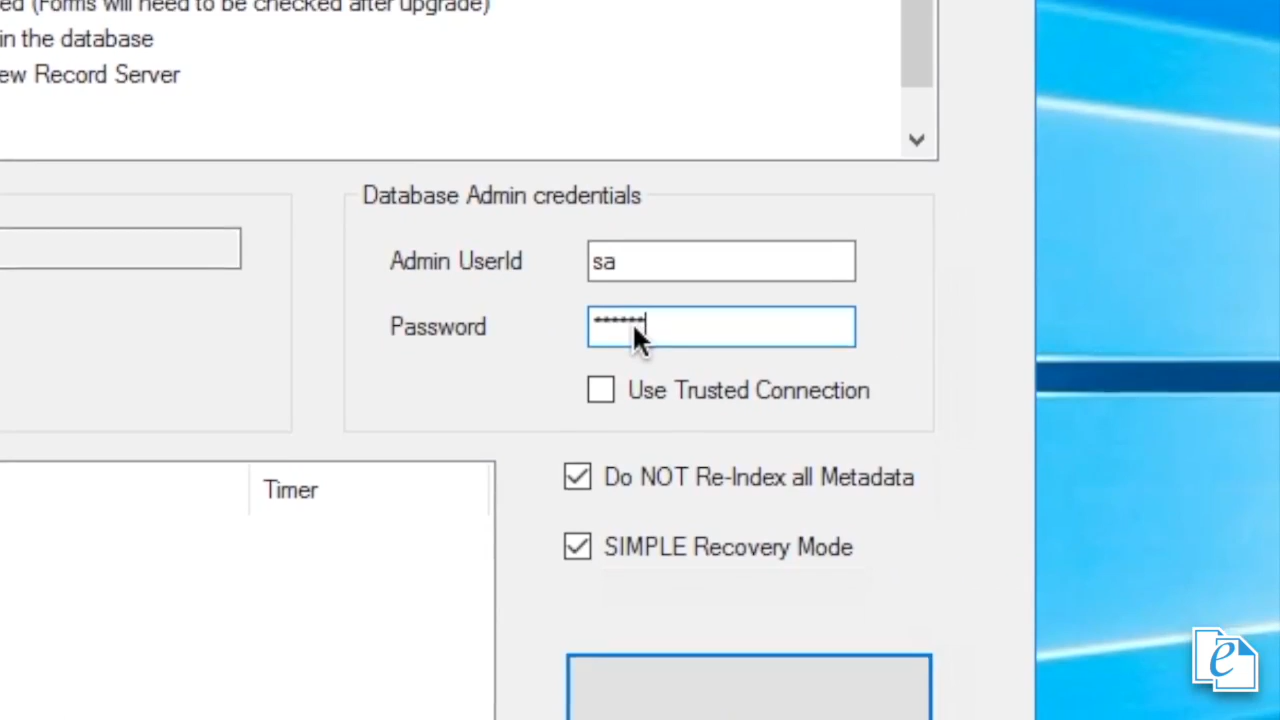 ed (Forms will need to be checked after upgrade)
in the database
ew Record Server
Database Admin credentials
Admin UserId
sa
Password
******
Use Trusted Connection
Timer
Do NOT Re-Index all Metadata
SIMPLE Recovery Mode
e